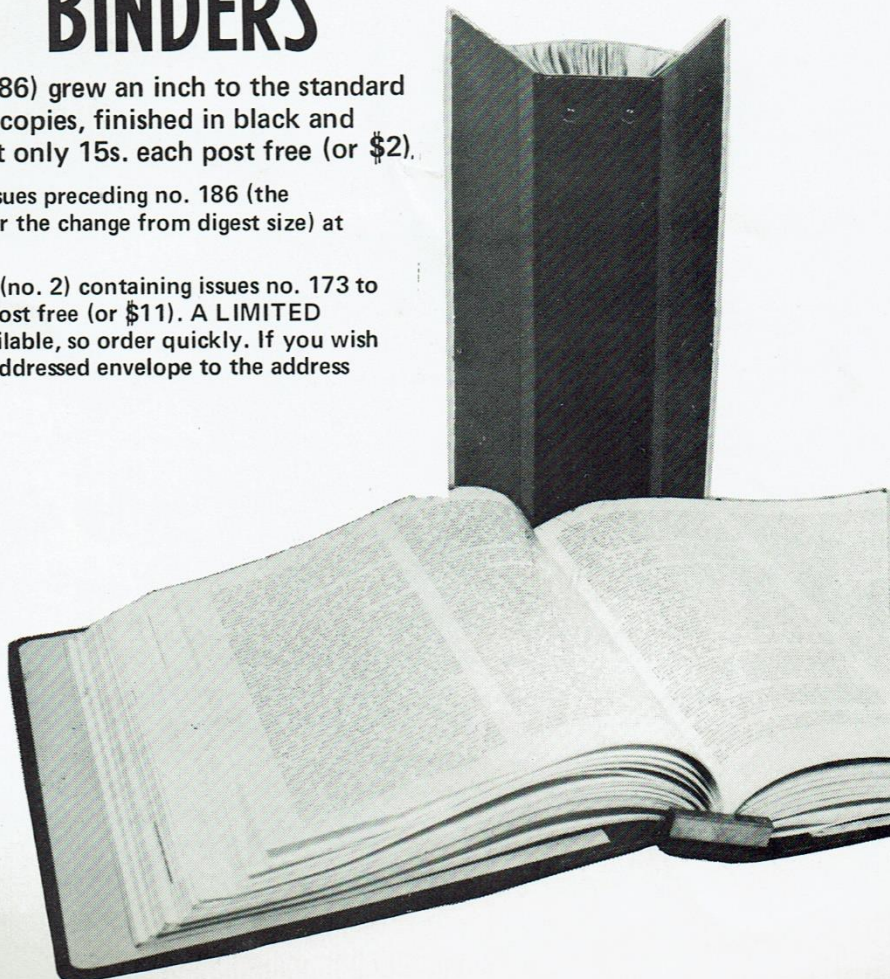 BINDERS
86) grew an inch to the standard
copies, finished in black and
t only 15s. each post free (or $2).
sues preceding no. 186 (the
r the change from digest size) at
(no. 2) containing issues no. 173 to
ost free (or $11). A LIMITED
ilable, so order quickly. If you wish
ddressed envelope to the address